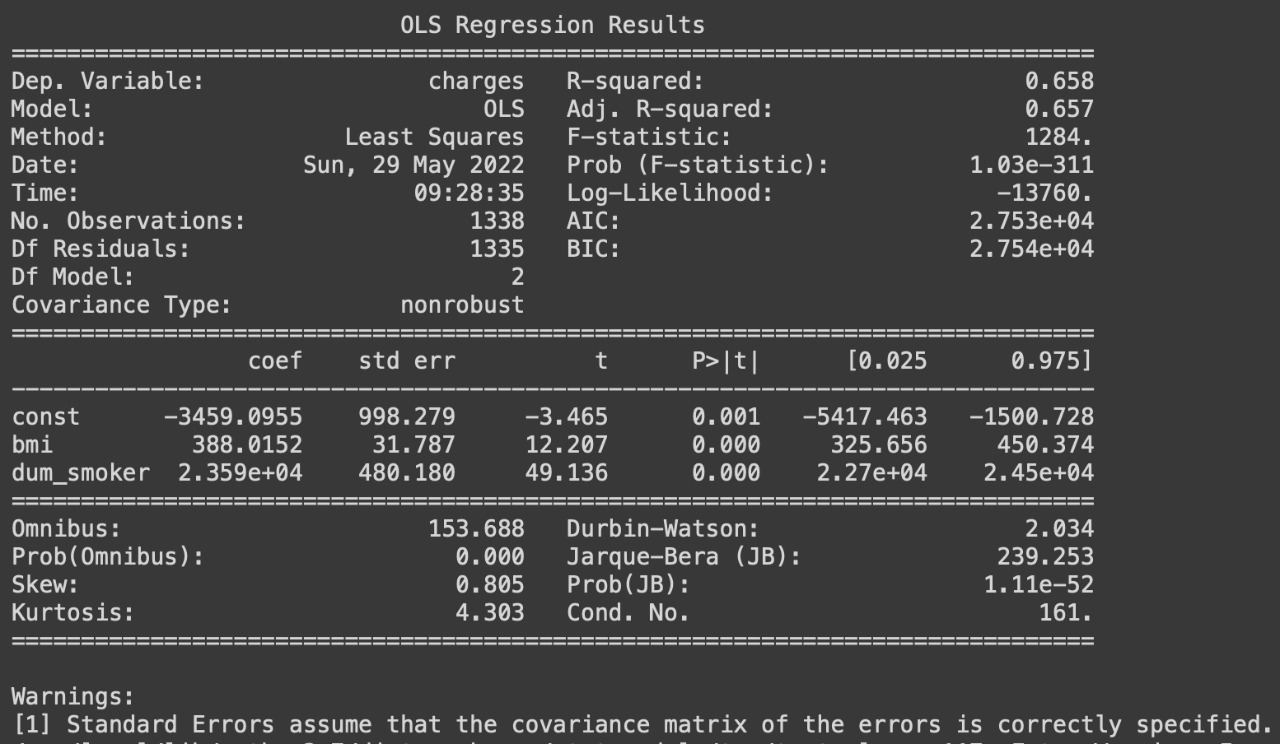 OLS Regression Results
==============================================================================
Dep. Variable: charges R-squared: 0.658
Model: OLS Adj. R-squared: 0.657
Method: Least Squares F-statistic: 1284.
Date: Sun, 29 May 2022 Prob (F-statistic): 1.03e-311
Time: 09:28:35 Log-Likelihood: -13760.
No. Observations: 1338 AIC: 2.753e+04
Df Residuals: 1335 BIC: 2.754e+04
Df Model: 2
Covariance Type: nonrobust
==============================================================================
coef std err t P>|t| [0.025 0.975]
------------------------------------------------------------------------------
const -3459.0955 998.279 -3.465 0.001 -5417.463 -1500.728
bmi 388.0152 31.787 12.207 0.000 325.656 450.374
dum_smoker 2.359e+04 480.180 49.136 0.000 2.27e+04 2.45e+04
==============================================================================
Omnibus: 153.688 Durbin-Watson: 2.034
Prob(Omnibus): 0.000 Jarque-Bera (JB): 239.253
Skew: 0.805 Prob(JB): 1.11e-52
Kurtosis: 4.303 Cond. No. 161.
==============================================================================
Warnings:
[1] Standard Errors assume that the covariance matrix of the errors is correctly specified.